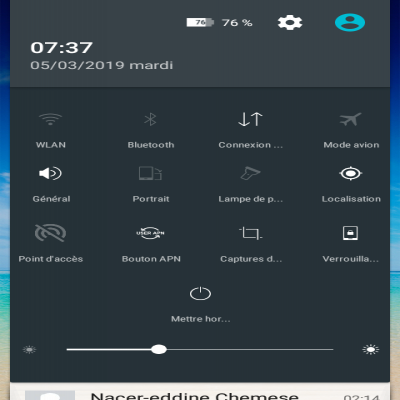 76 76 %
07:37
05/03/2019 mardi
WLAN Bluetooth Connexion ... Mode avion
Général Portrait Lampe de p... Localisation
Point d'accès USER APN Bouton APN Captures d... Verrouilla...
Mettre hor...
Nacer-eddine Chemese 02:14